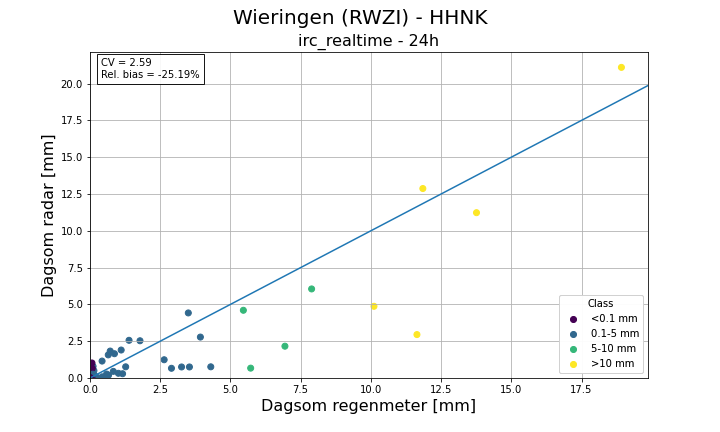 Wieringen (RWZI) - HHNK
irc_realtime - 24h
CV = 2.59
Rel. bias = -25.19%
Dagsom radar [mm]
20.0
17.5
15.0
12.5
10.0
7.5
5.0
2.5
0.0
Class
<0.1 mm
0.1-5 mm
5-10 mm
>10 mm
0.0 2.5 5.0 7.5 10.0 12.5 15.0 17.5
Dagsom regenmeter [mm]